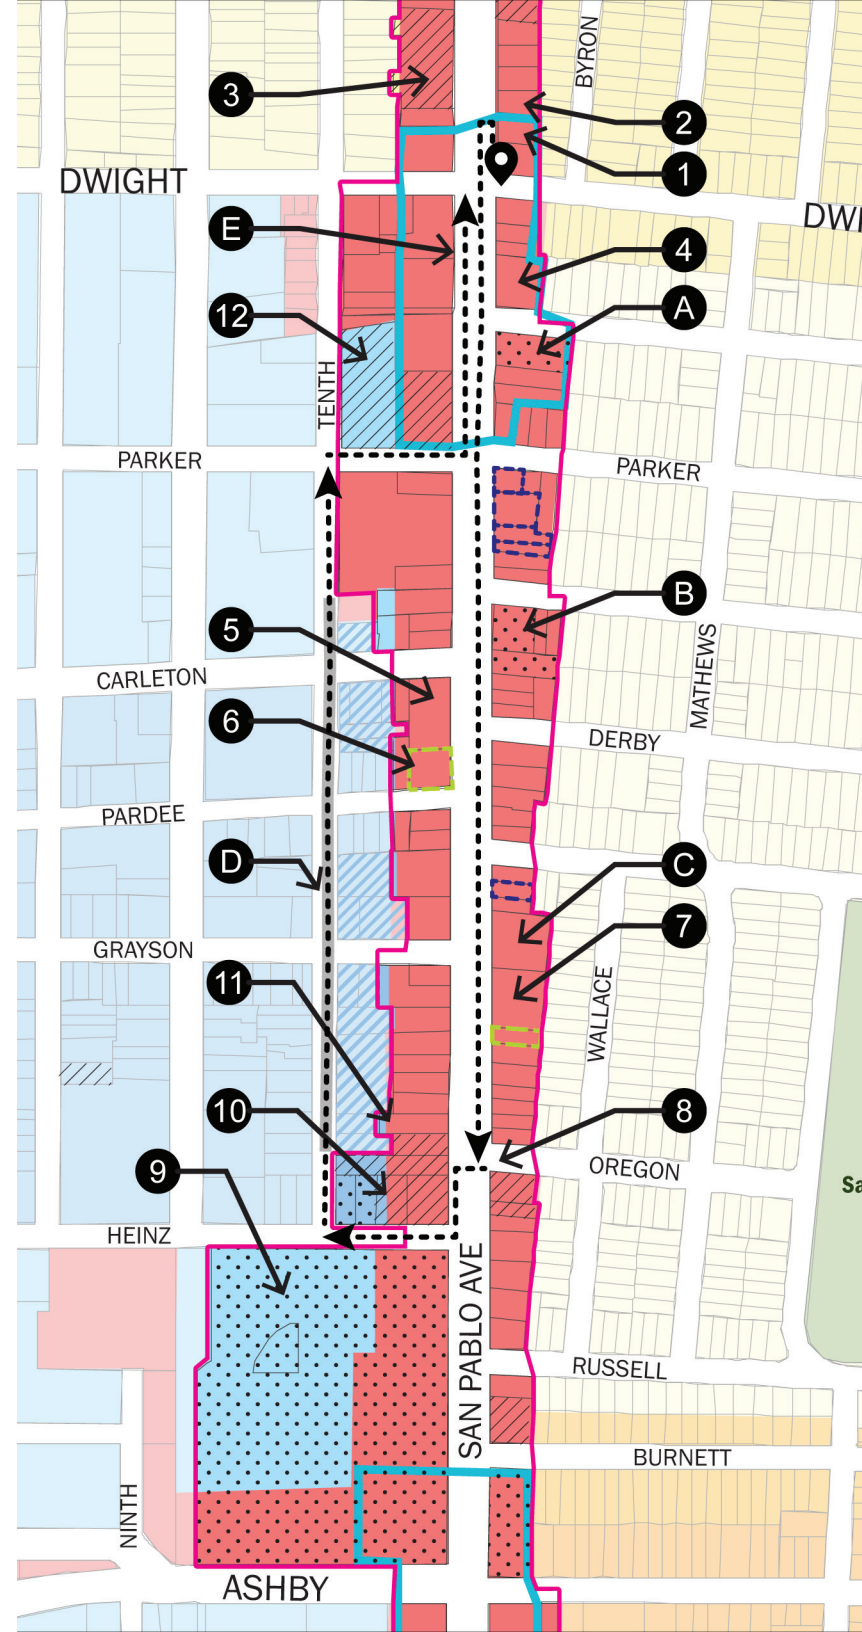 BYRON
3
2
1
DWIGHT
DWI
E
4
A
12
TENTH
PARKER
PARKER
B
5
MATHEWS
CARLETON
6
DERBY
PARDEE
D
C
7
GRAYSON
11
WALLACE
10
8
9
OREGON
Sa
HEINZ
SAN PABLO AVE
RUSSELL
BURNETT
NINTH
ASHBY